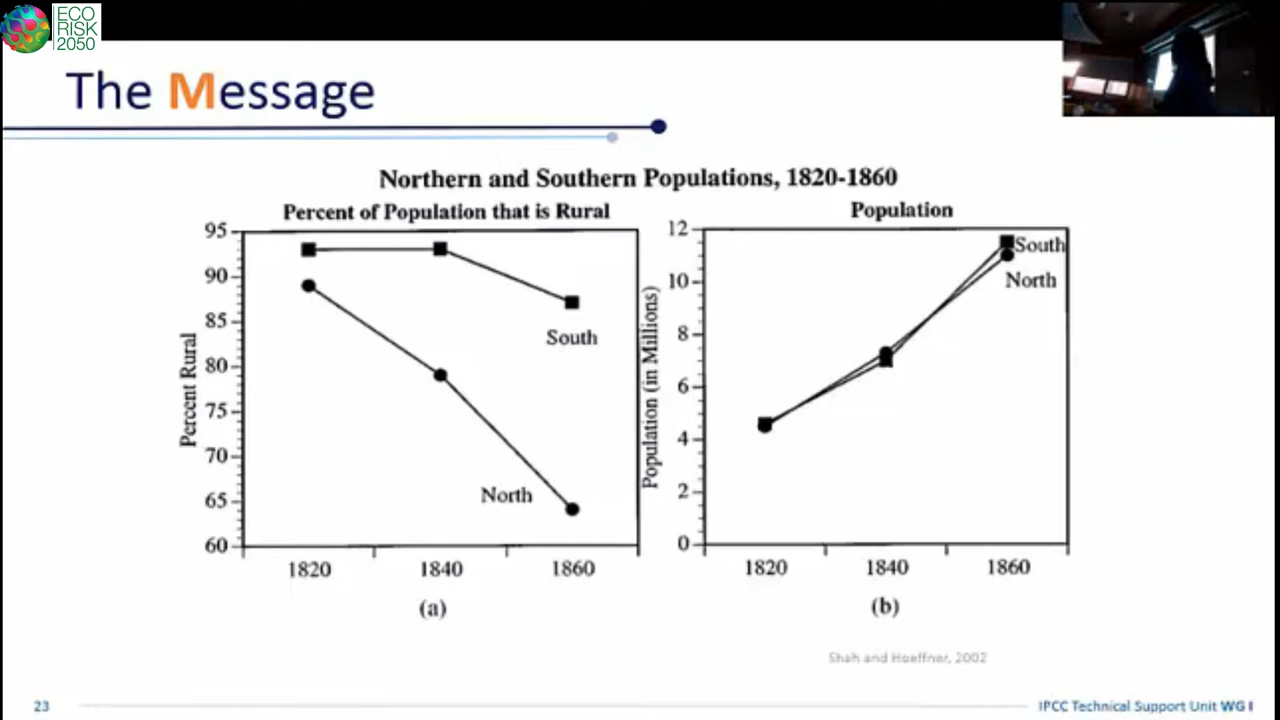 ECO
RISK
2050
The Message
Northern and Southern Populations, 1820-1860
Percent of Population that is Rural
95
90
85
80
75
70
65
60
Percent Rural
South
North
1820 1840 1860
(a)
Population
12
10
8
6
4
2
0
Population (in Millions)
South
North
1820 1840 1860
(b)
Shah and Hoeffner, 2002
23
IPCC Technical Support Unit WG I